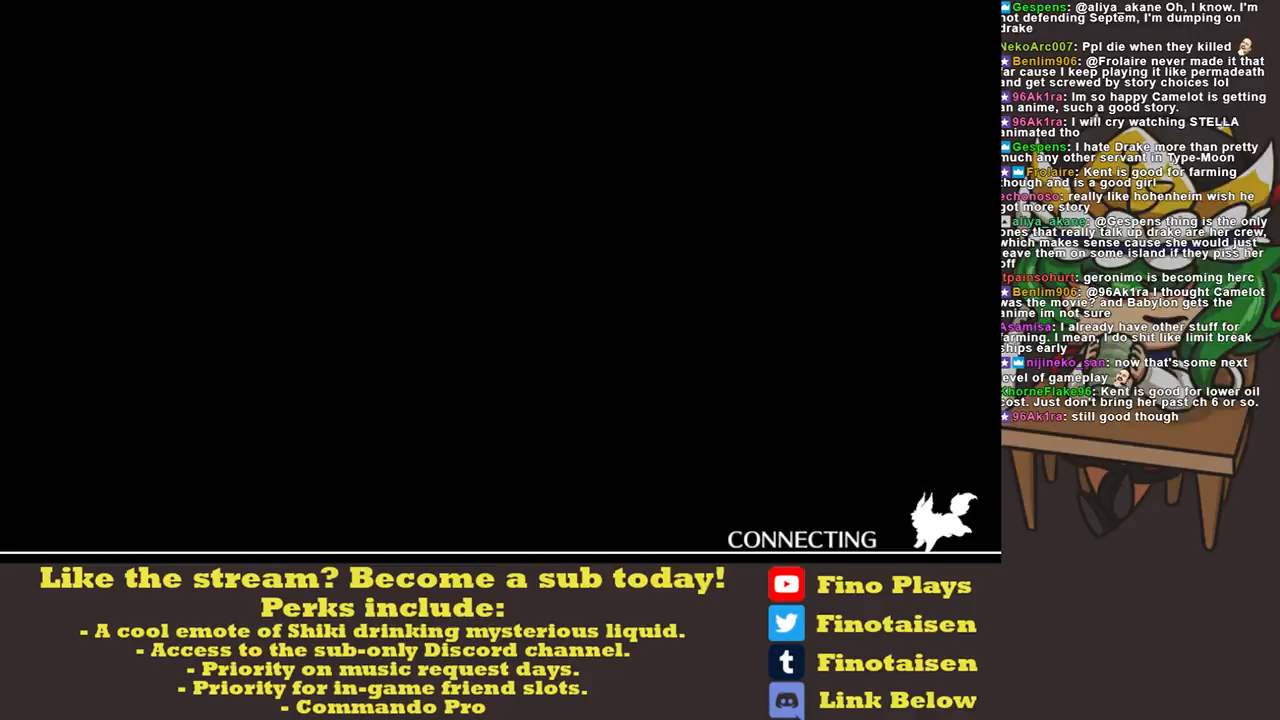 Gespens: @aliya_akane Oh, I know. I'm
not defending Septem, I'm dumping on
drake
NekoArc007: Ppl die when they killed
Benlim906: @Frolaire never made it that
far cause I keep playing it like permadeath
and get screwed by story choices lol
96Ak1ra: Im so happy Camelot is getting
an anime, such a good story.
96Ak1ra: I will cry watching STELLA
animated tho
Gespens: I hate Drake more than pretty
much any other servant in Type-Moon
Frolaire: Kent is good for farming
though and is a good girl
echonoso: really like hohenheim wish he
got more story
aliya_akane: @Gespens thing is the only
ones that really talk up drake are her crew,
which makes sense cause she would just
leave them on some island if they piss her
off
itpainsohurt: geronimo is becoming herc
Benlim906: @96Ak1ra I thought Camelot
was the movie? and Babylon gets the
anime im not sure
Asamisa: I already have other stuff for
farming. I mean, I do shit like limit break
ships early
nijineko_san: now that's some next
level of gameplay
KhorneFlake96: Kent is good for lower oil
cost. Just don't bring her past ch 6 or so.
96Ak1ra: still good though
CONNECTING
Like the stream? Become a sub today!
Perks include:
- A cool emote of Shiki drinking mysterious liquid.
- Access to the sub-only Discord channel.
- Priority on music request days.
- Priority for in-game friend slots.
- Commando Pro
Fino Plays
Finotaisen
Finotaisen
Link Below